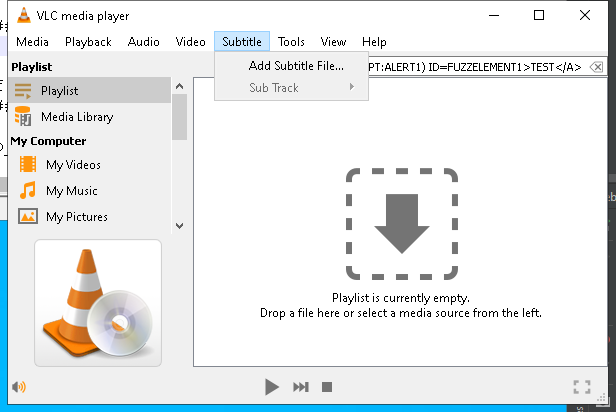 VLC media player
Media Playback Audio Video Subtitle Tools View Help
Playlist
PT:ALERT1) ID=FUZZELEMENT1>TEST</A>
Add Subtitle File...
Sub Track
Playlist
Media Library
My Computer
My Videos
My Music
My Pictures
Playlist is currently empty.
Drop a file here or select a media source from the left.